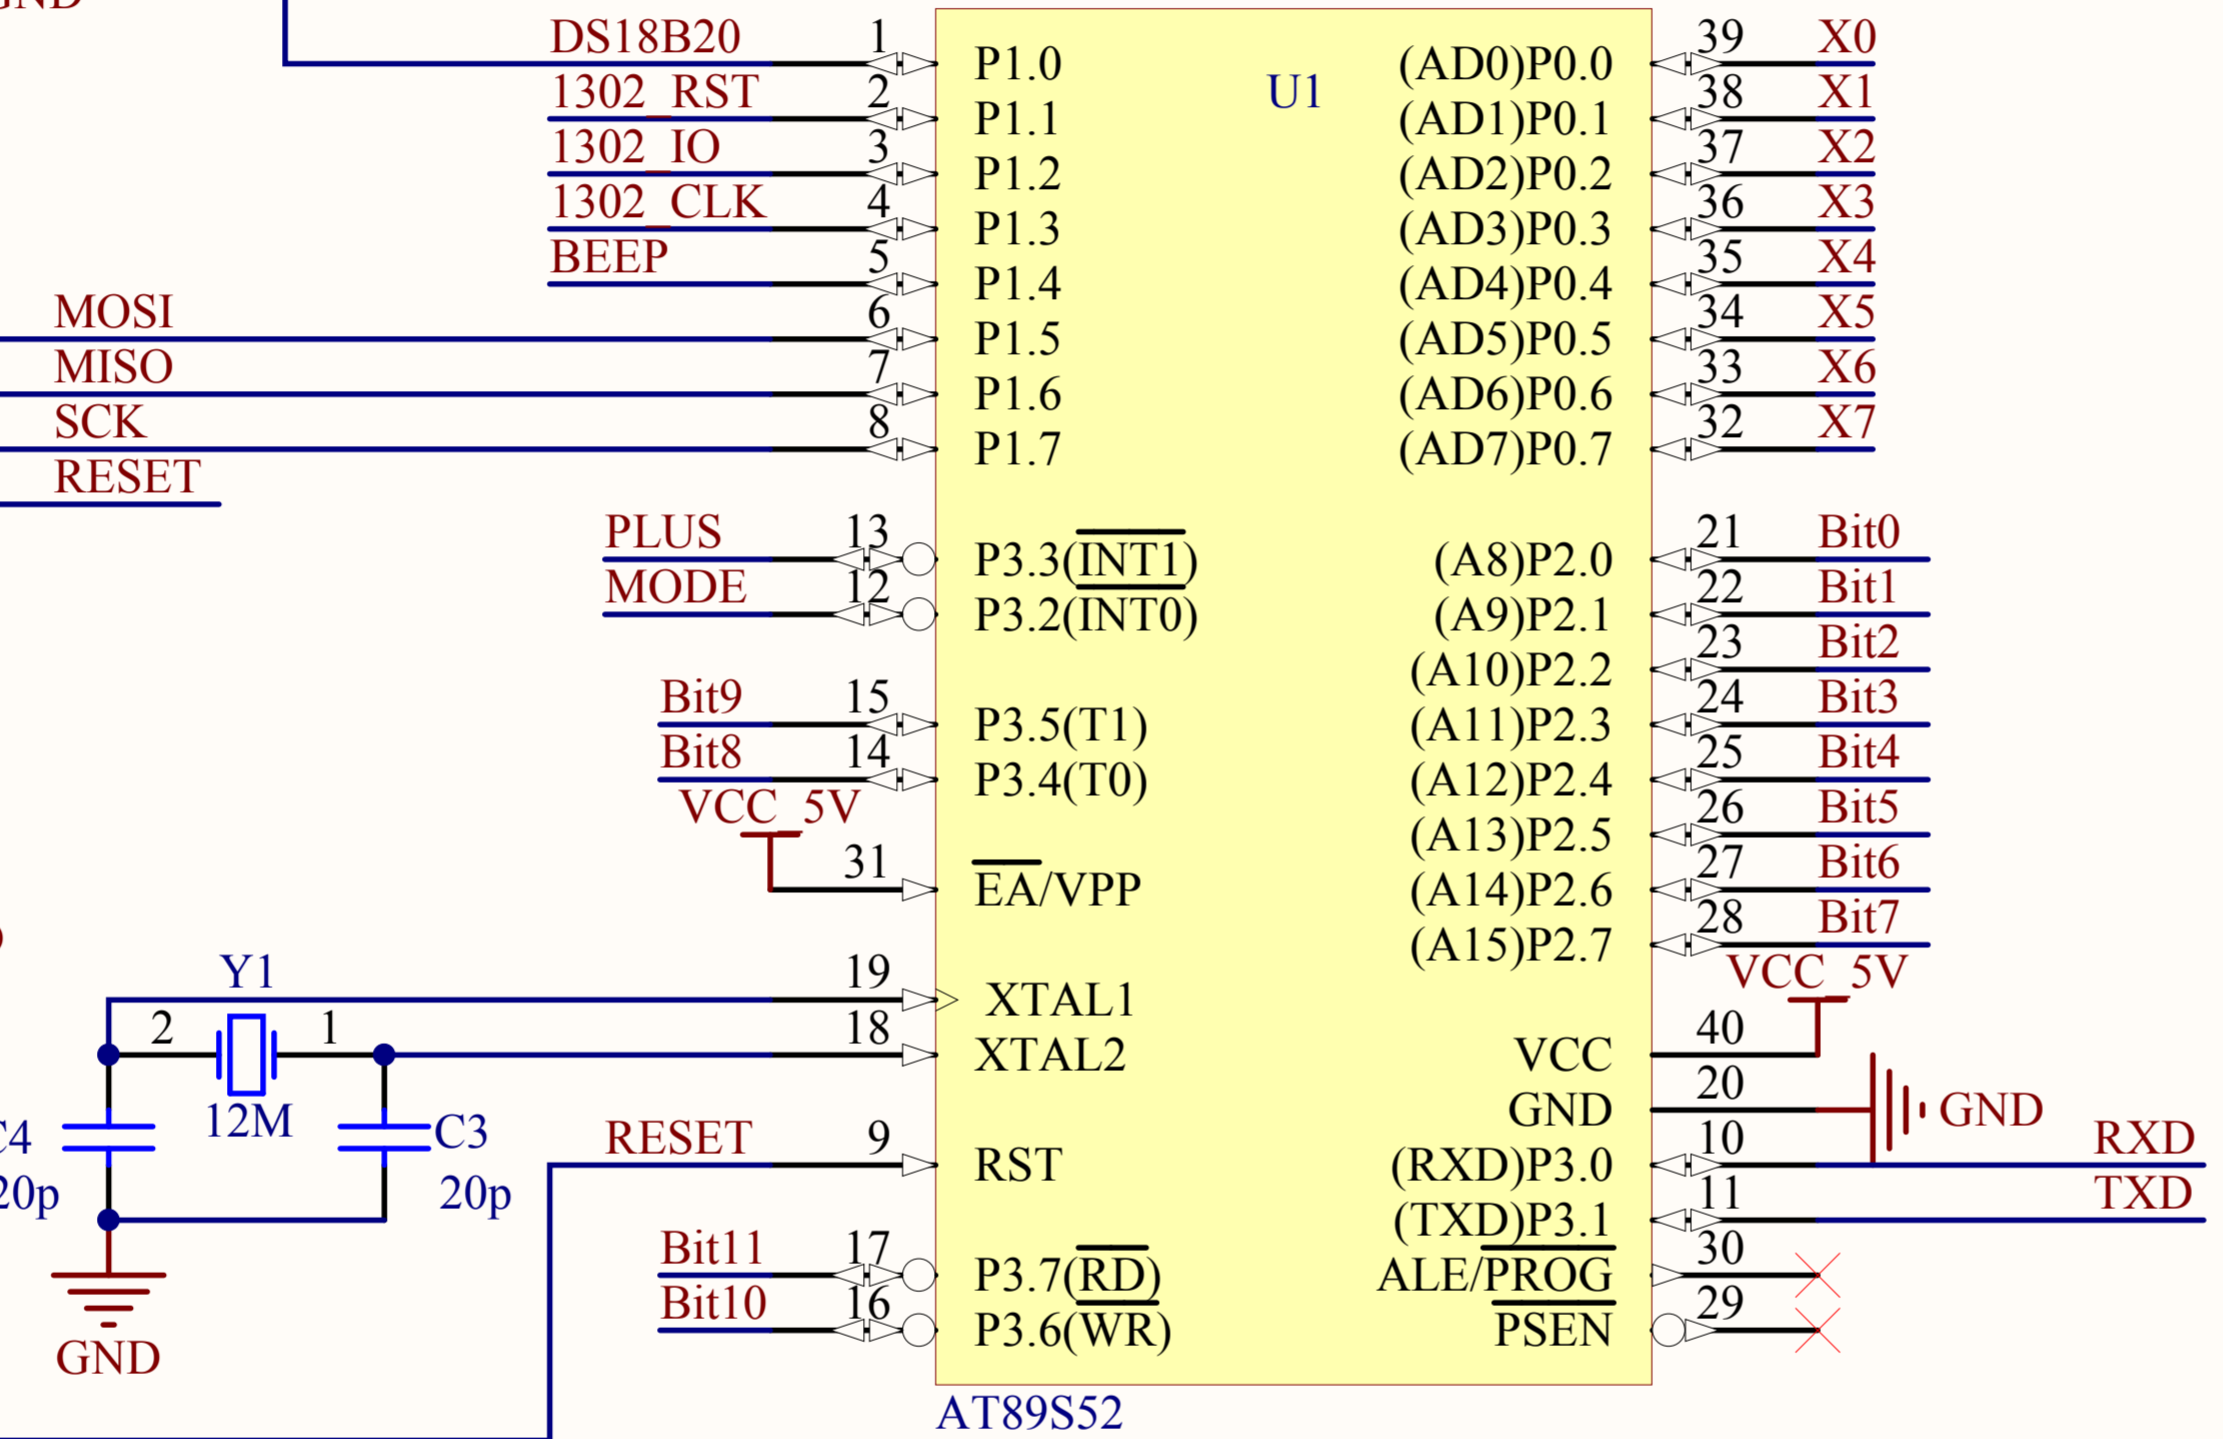 GND
DS18B20 1 P1.0 U1 (AD0)P0.0 39 X0
1302_RST 2 P1.1 (AD1)P0.1 38 X1
1302_IO 3 P1.2 (AD2)P0.2 37 X2
1302_CLK 4 P1.3 (AD3)P0.3 36 X3
BEEP 5 P1.4 (AD4)P0.4 35 X4
MOSI 6 P1.5 (AD5)P0.5 34 X5
MISO 7 P1.6 (AD6)P0.6 33 X6
SCK 8 P1.7 (AD7)P0.7 32 X7
RESET
PLUS 13 P3.3(INT1) (A8)P2.0 21 Bit0
MODE 12 P3.2(INT0) (A9)P2.1 22 Bit1
(A10)P2.2 23 Bit2
Bit9 15 P3.5(T1) (A11)P2.3 24 Bit3
Bit8 14 P3.4(T0) (A12)P2.4 25 Bit4
VCC_5V (A13)P2.5 26 Bit5
31 EA/VPP (A14)P2.6 27 Bit6
(A15)P2.7 28 Bit7
Y1 19 XTAL1 VCC_5V
2 1 18 XTAL2 VCC 40
12M GND 20 GND
C4 C3 RESET 9 RST (RXD)P3.0 10 RXD
20p 20p (TXD)P3.1 11 TXD
Bit11 17 P3.7(RD) ALE/PROG 30
Bit10 16 P3.6(WR) PSEN 29
GND
AT89S52